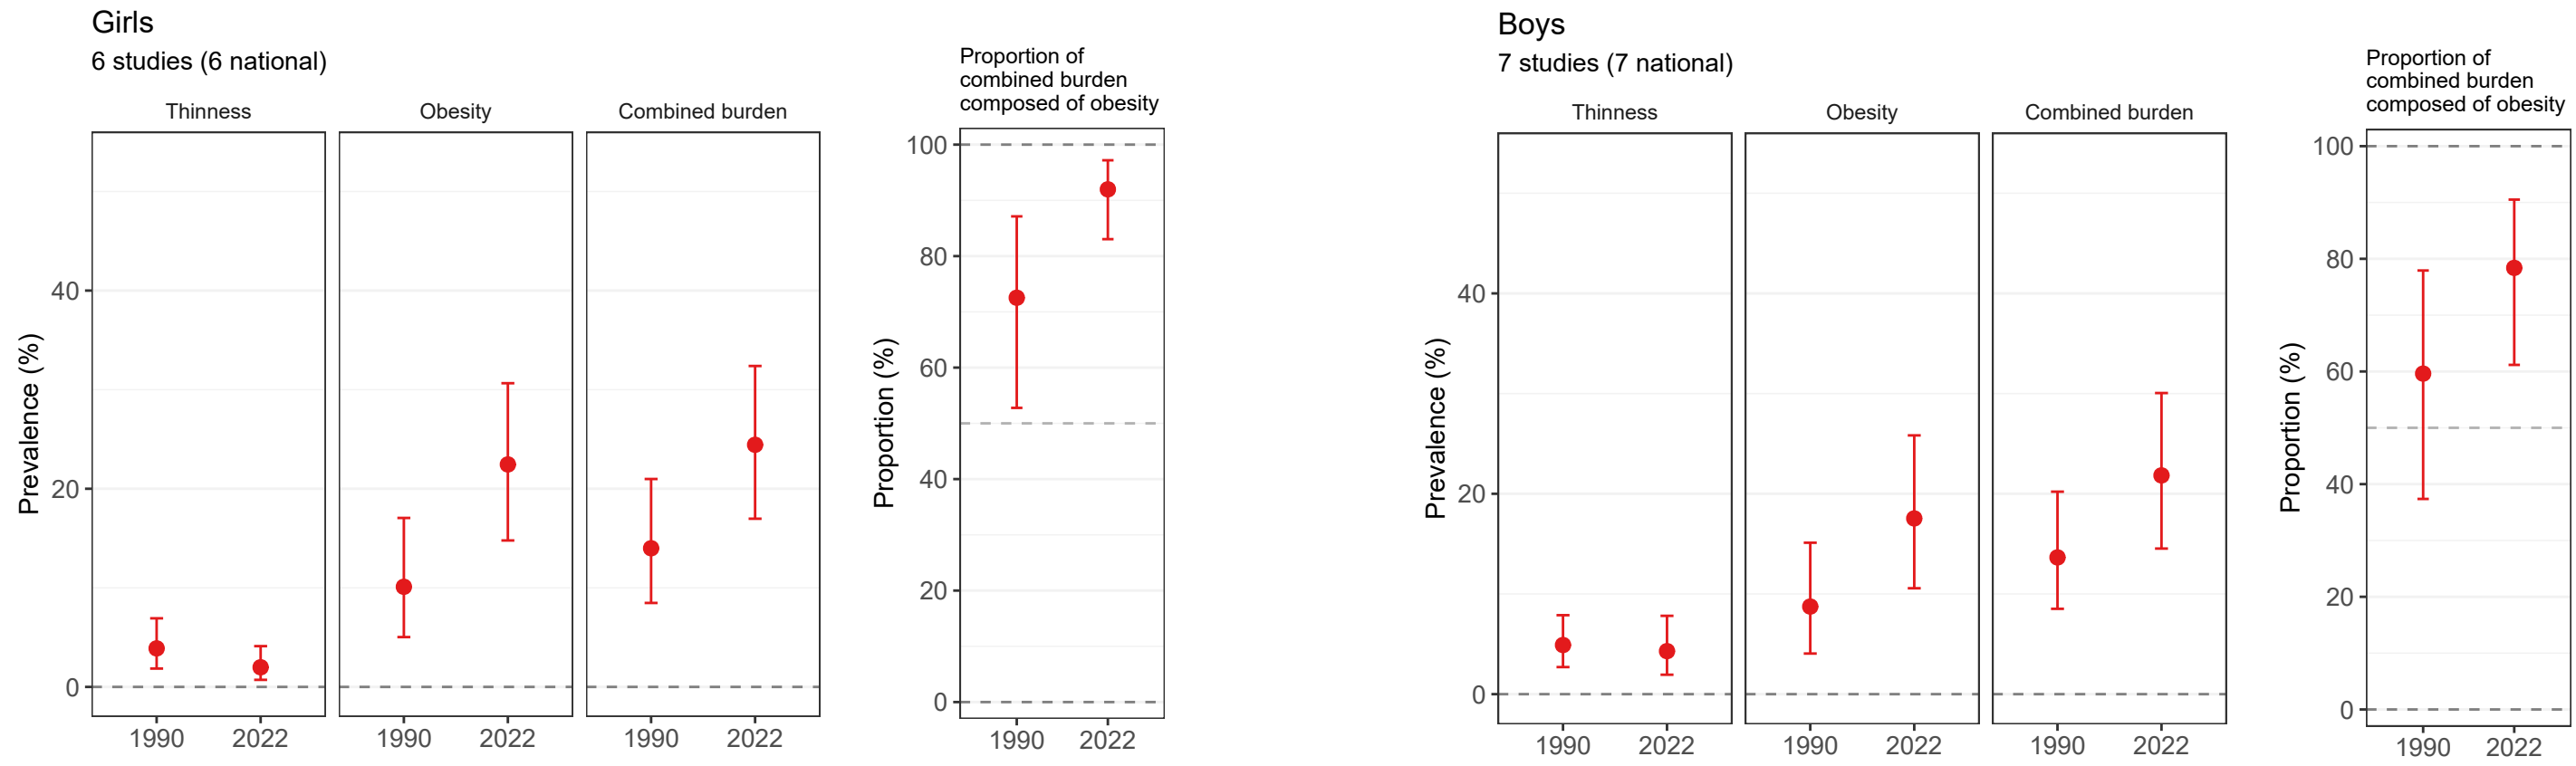 Girls
6 studies (6 national)
Thinness
Obesity
Combined burden
Prevalence (%)
40
20
0
1990 2022
1990 2022
1990 2022
Proportion of
combined burden
composed of obesity
Proportion (%)
100
80
60
40
20
0
1990 2022
Boys
7 studies (7 national)
Thinness
Obesity
Combined burden
Prevalence (%)
40
20
0
1990 2022
1990 2022
1990 2022
Proportion of
combined burden
composed of obesity
Proportion (%)
100
80
60
40
20
0
1990 2022